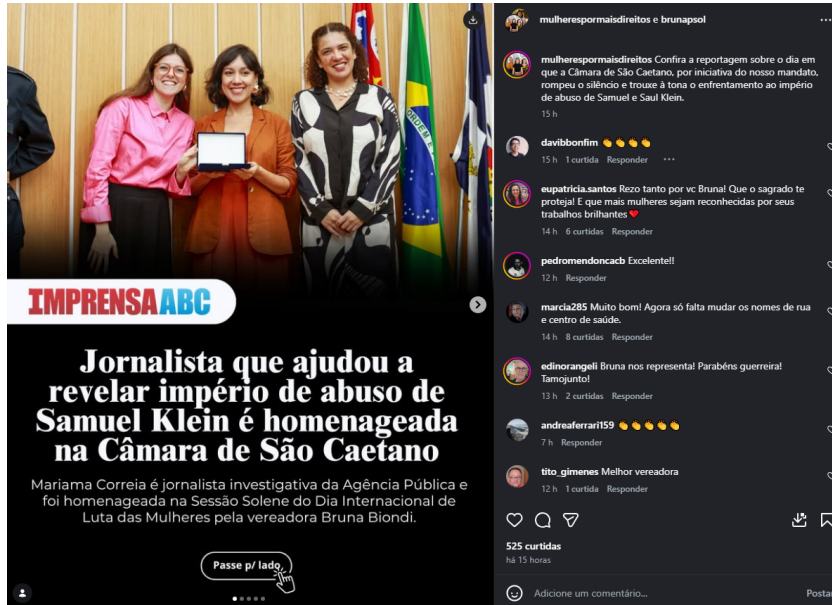 IMPRENSAABC
Jornalista que ajudou a
revelar império de abuso de
Samuel Klein é homenageada
na Câmara de São Caetano
Mariama Correia é jornalista investigativa da Agência Pública e
foi homenageada na Sessão Solene do Dia Internacional de
Luta das Mulheres pela vereadora Bruna Biondi.
Passe p/ lado
mulherespormaisdireitos e brunapsol
mulherespormaisdireitos Confira a reportagem sobre o dia em
que a Câmara de São Caetano, por iniciativa do nosso mandato,
rompeu o silêncio e trouxe à tona o enfrentamento ao império
de abuso de Samuel e Saul Klein.
15 h
davibbonfim 👏👏👏👏
15 h 1 curtida Responder
eupatricia.santos Rezo tanto por vc Bruna! Que o sagrado te
proteja! E que mais mulheres sejam reconhecidas por seus
trabalhos brilhantes❤️
14 h 6 curtidas Responder
pedromendoncacb Excelente!!
12 h Responder
marcia285 Muito bom! Agora só falta mudar os nomes de rua
e centro de saúde.
14 h 8 curtidas Responder
edinorangeli Bruna nos representa! Parabéns guerreira!
Tamojunto!
13 h 2 curtidas Responder
andreaferrari159 👏👏👏👏👏
7 h Responder
tito_gimenes Melhor vereadora
12 h 1 curtida Responder
525 curtidas
há 15 horas
Adicione um comentário...
Postar